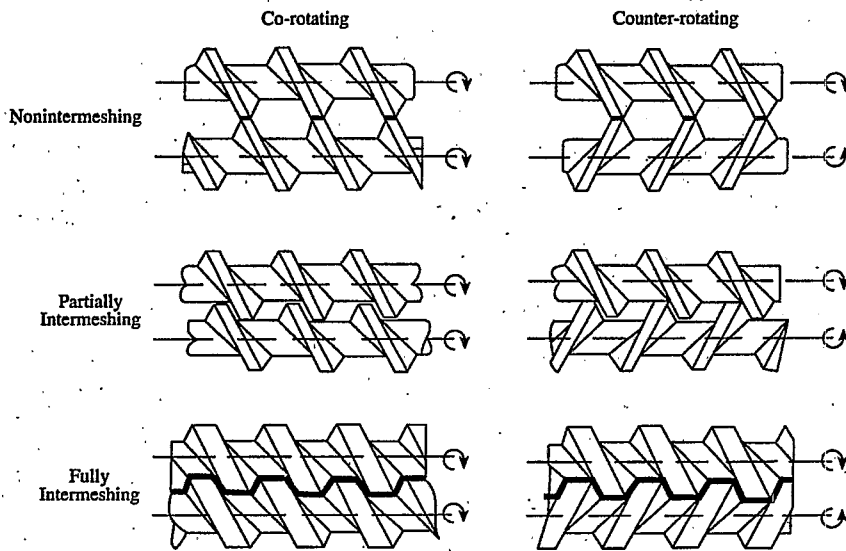 Co-rotating
Counter-rotating
Nonintermeshing
Partially
Intermeshing
Fully
Intermeshing